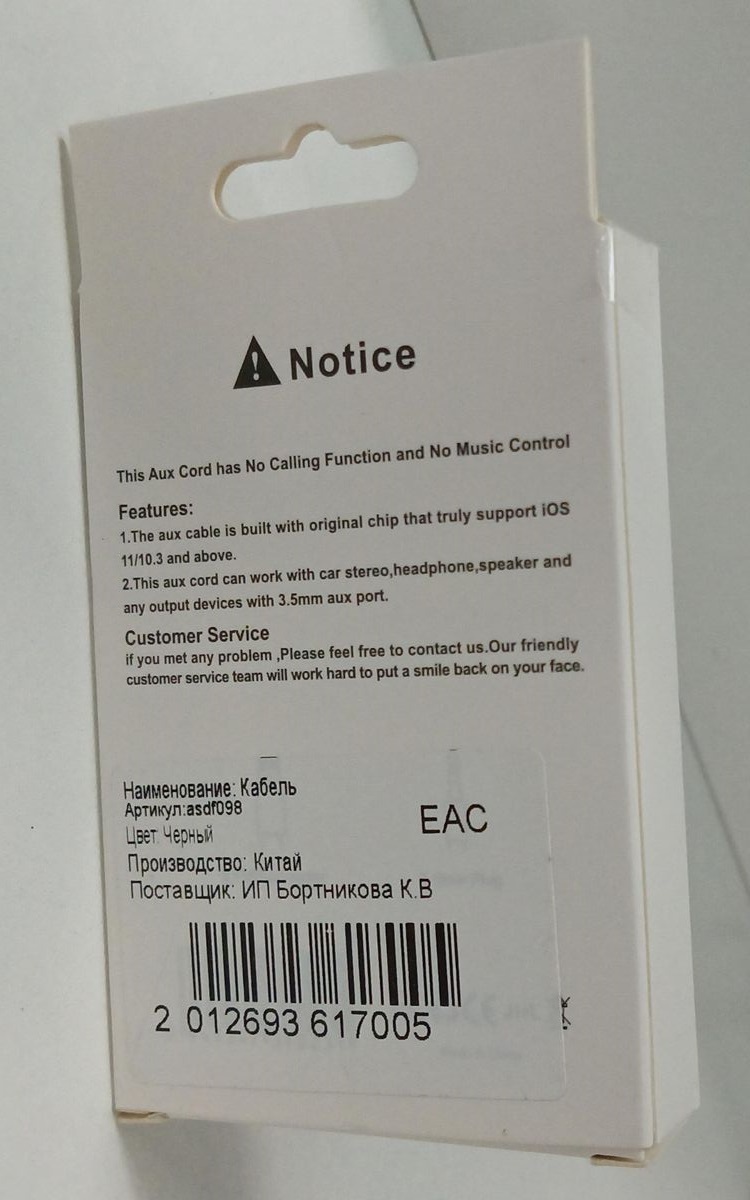 Notice
This Aux Cord has No Calling Function and No Music Control
Features:
1.The aux cable is built with original chip that truly support iOS
11/10.3 and above.
2.This aux cord can work with car stereo,headphone,speaker and
any output devices with 3.5mm aux port.
Customer Service
if you met any problem ,Please feel free to contact us.Our friendly
customer service team will work hard to put a smile back on your face.
Наименование: Кабель
Артикул:asdf098
Цвет Черный
EAC
Производство: Китай
Поставщик: ИП Бортникова К.В
2 012693 617005